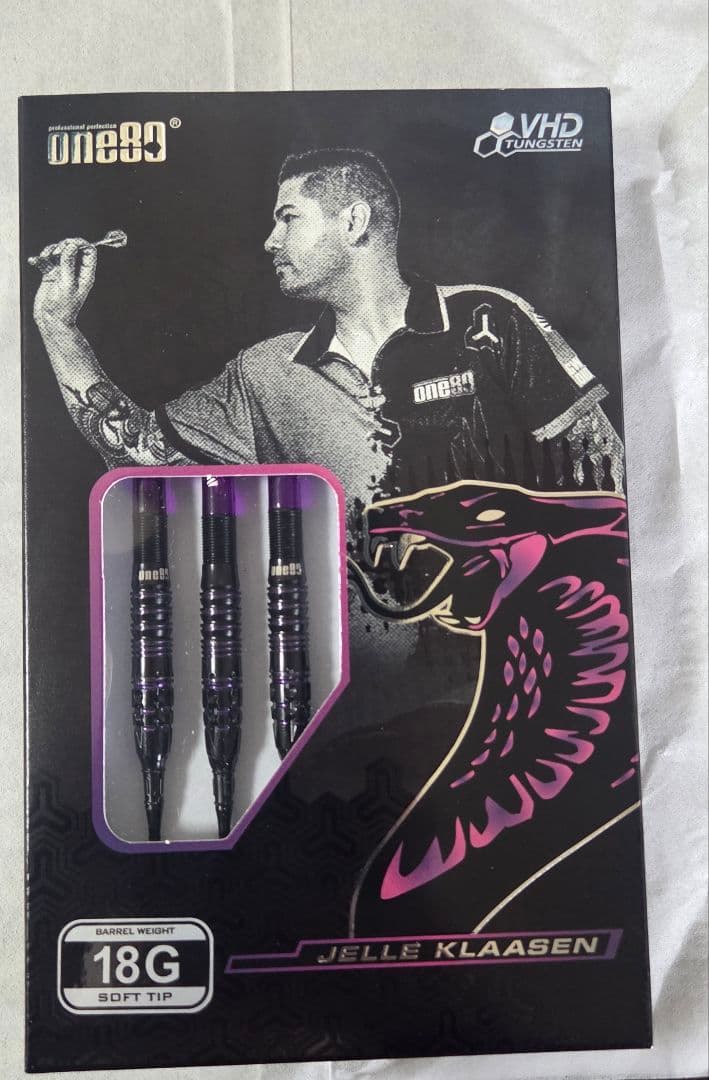 professional perfection
one80®
VHD
TUNGSTEN
one80
one80
one80
BARREL WEIGHT
18G
SOFT TIP
JELLE KLAASEN